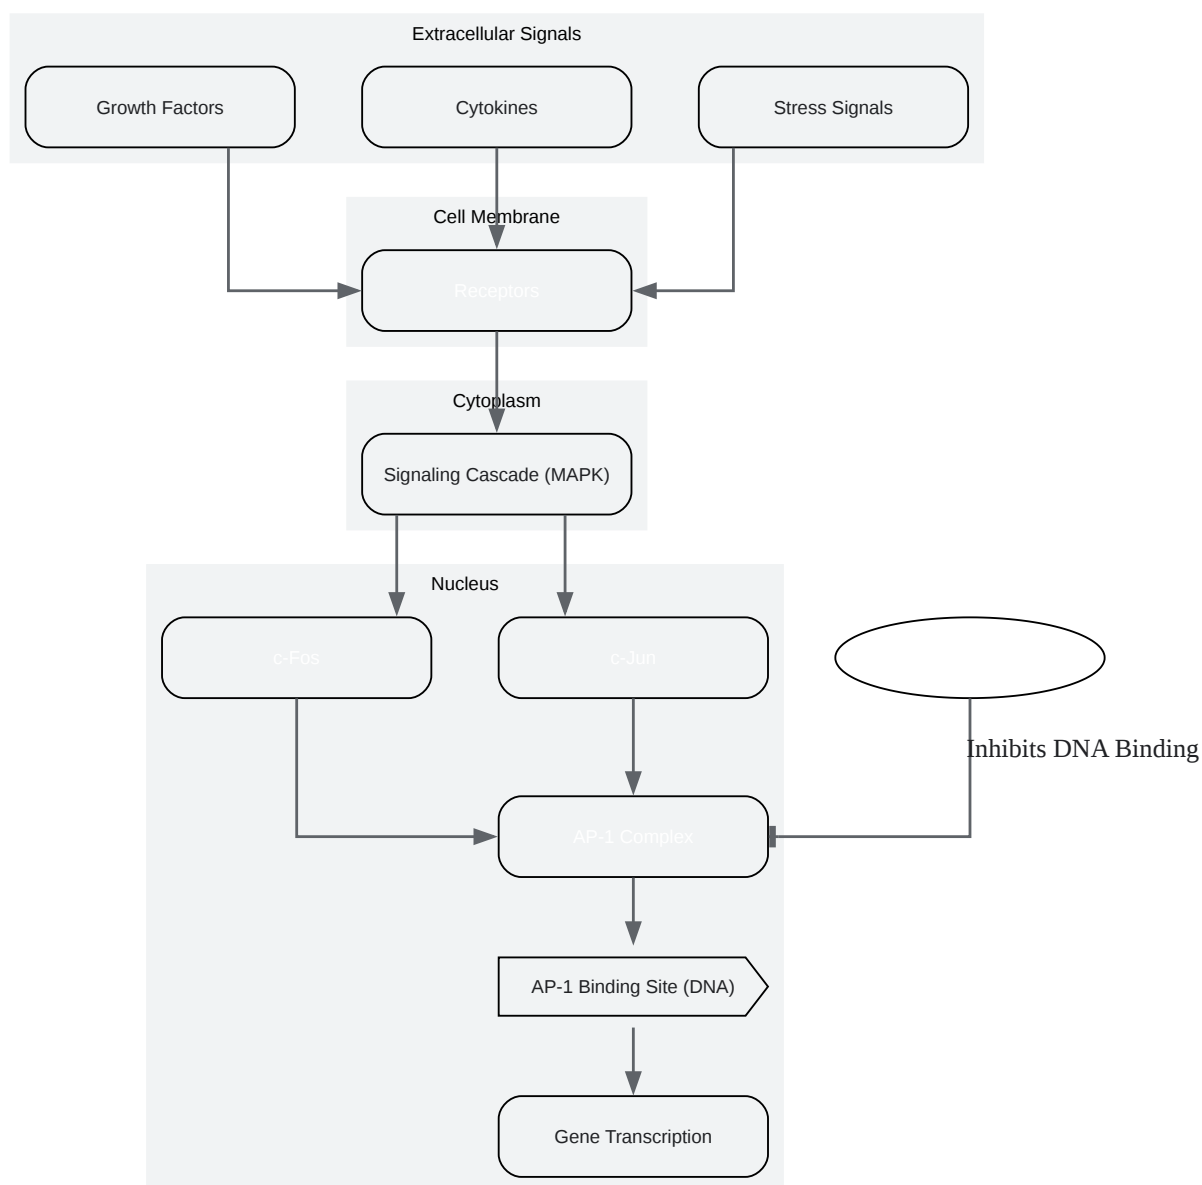 Extracellular Signals
Growth Factors
Cytokines
Stress Signals
Cell Membrane
Receptors
Cytoplasm
Signaling Cascade (MAPK)
Nucleus
c-Fos
c-Jun
Inhibits DNA Binding
AP-1 Complex
AP-1 Binding Site (DNA)
Gene Transcription